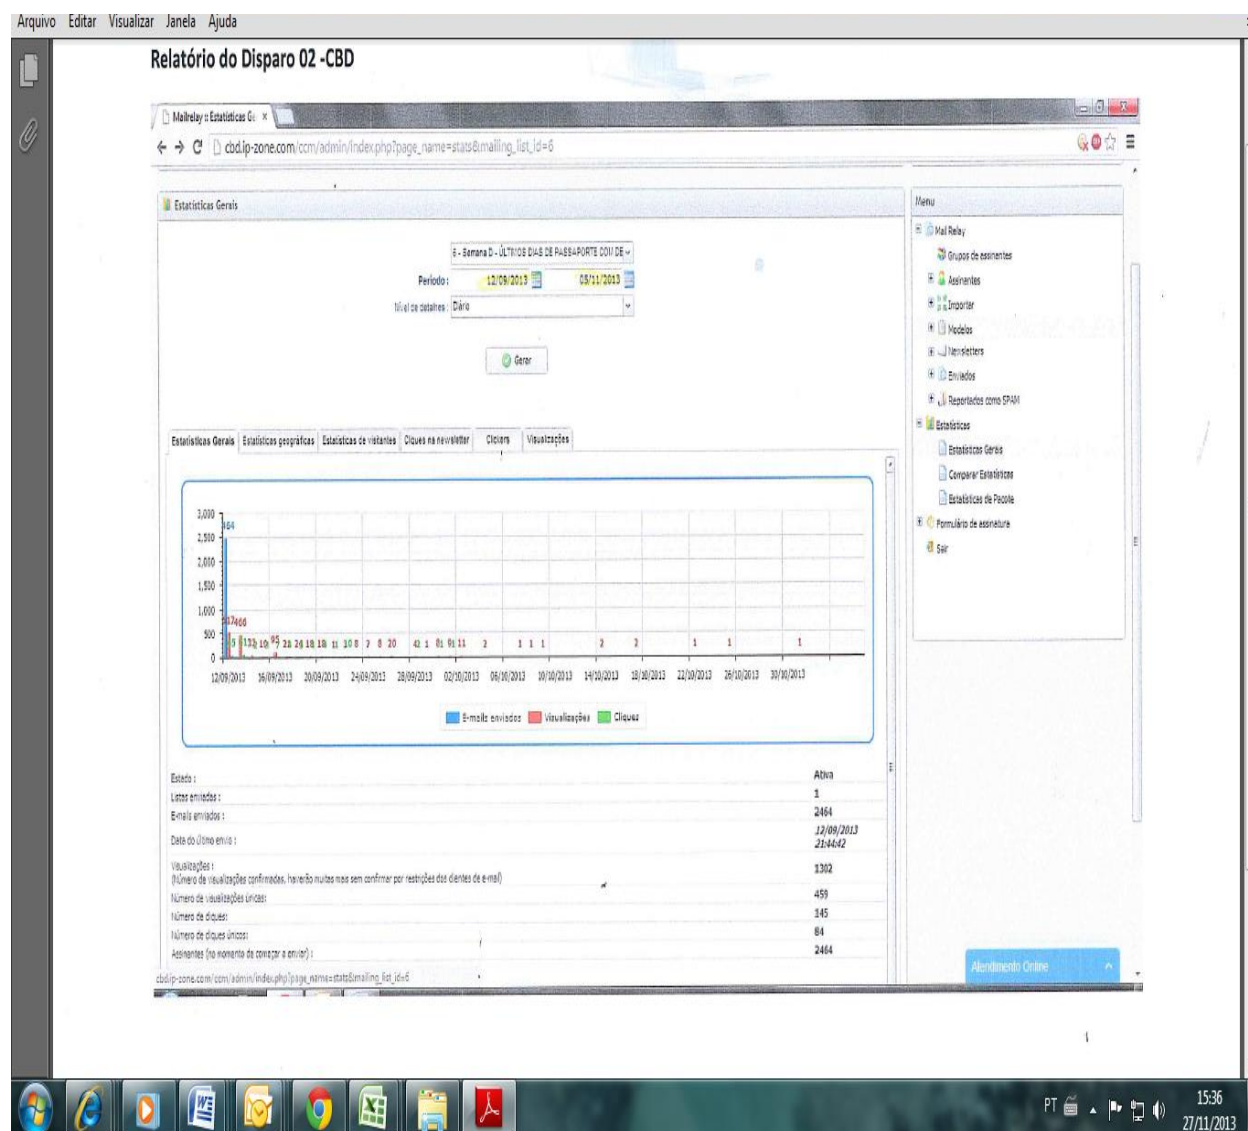 Arquivo Editar Visualizar Janela Ajuda
Relatório do Disparo 02 -CBD
Mailrelay :: Estatísticas Ge
cbd.ip-zone.com/ccm/admin/index.php?page_name=stats&mailing_list_id=6
Estatísticas Gerais
6 - Semana D - ÚLTIMOS DIAS DE PASSAPORTE COM DE
Período : 12/09/2013 05/11/2013
Nível de detalhes : Diário
Gerar
Estatísticas Gerais Estatísticas geográficas Estatísticas de visitantes Cliques na newsletter Clickers Visualizações
3,000
2,500
2,000
1,500
1,000
500
0
12/09/2013 16/09/2013 20/09/2013 24/09/2013 28/09/2013 02/10/2013 06/10/2013 10/10/2013 14/10/2013 18/10/2013 22/10/2013 26/10/2013 30/10/2013
E-mails enviados Visualizações Cliques
Estado : Ativa
Listas enviadas : 1
E-mails enviados : 2464
Data do último envio : 12/09/2013
21:44:42
Visualizações : 1302
(Número de visualizações confirmadas, haverão muitas mais sem confirmar por restrições dos clientes de e-mail)
Número de visualizações únicas: 459
Número de cliques: 145
Número de cliques únicos: 84
Assinantes (no momento de começar a enviar) : 2464
cbd.ip-zone.com/ccm/admin/index.php?page_name=stats&mailing_list_id=6
Menu
Mail Relay
Grupos de assinantes
Assinantes
Importar
Modelos
Newsletters
Enviados
Reportados como SPAM
Estatísticas
Estatísticas Gerais
Comparar Estatísticas
Estatísticas de Pacote
Formulário de assinatura
Sair
Atendimento Online
PT
15:36
27/11/2013